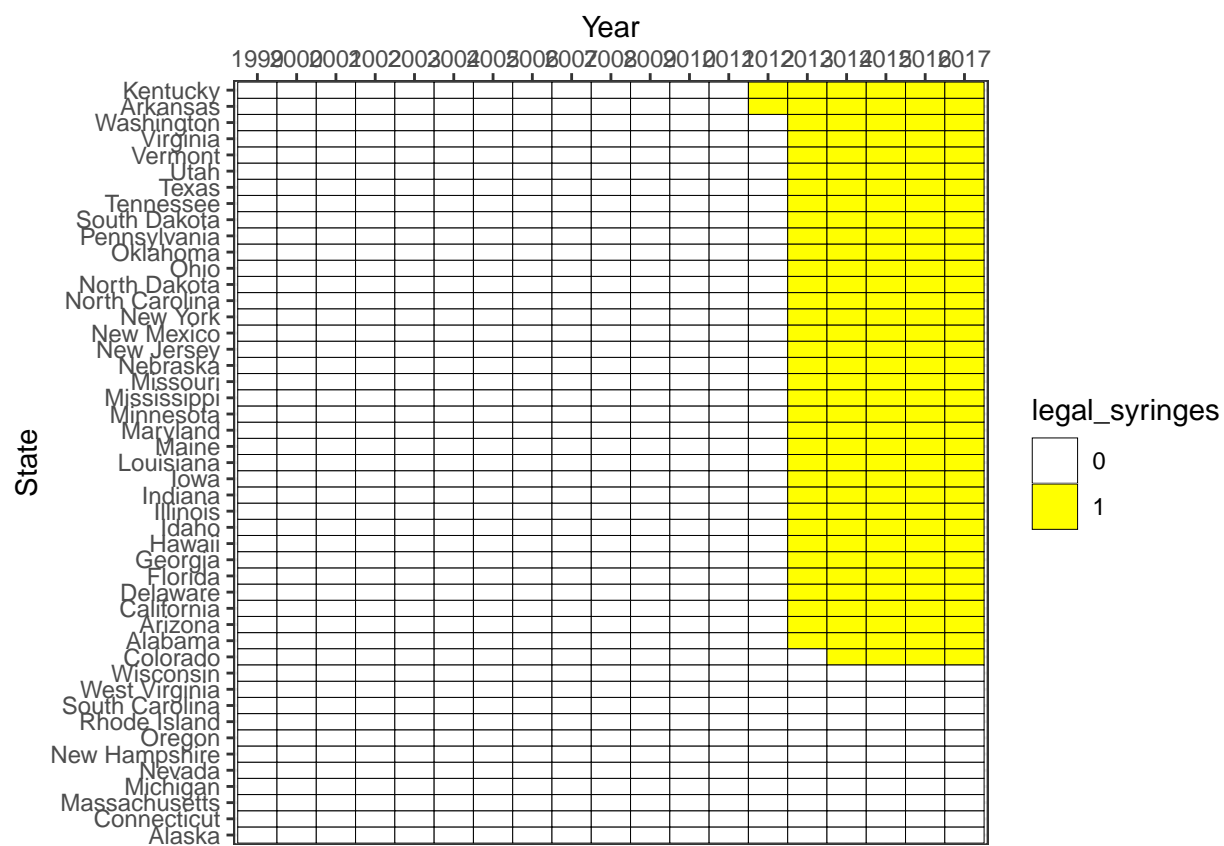 Year
1999 2000 2001 2002 2003 2004 2005 2006 2007 2008 2009 2010 2011 2012 2013 2014 2015 2016 2017
Kentucky
Arkansas
Washington
Virginia
Vermont
Utah
Texas
Tennessee
South Dakota
Pennsylvania
Oklahoma
Ohio
North Dakota
North Carolina
New York
New Mexico
New Jersey
Nebraska
Missouri
Mississippi
Minnesota
Maryland
Maine
Louisiana
Iowa
Indiana
Illinois
Idaho
Hawaii
Georgia
Florida
Delaware
California
Arizona
Alabama
Colorado
Wisconsin
West Virginia
South Carolina
Rhode Island
Oregon
New Hampshire
Nevada
Michigan
Massachusetts
Connecticut
Alaska
State
legal_syringes
0
1